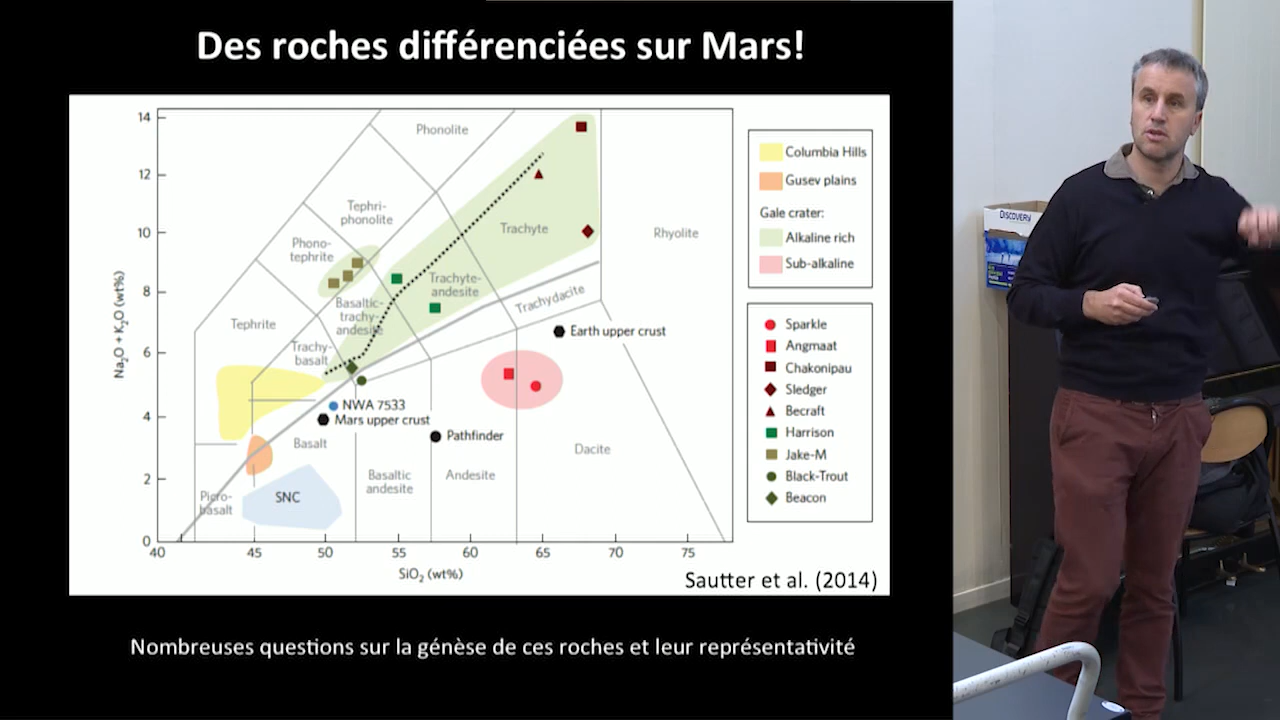 Des roches différenciées sur Mars!
14
12
10
8
6
4
2
0
Na2O + K2O (wt%)
40
45
50
55
60
65
70
75
SiO2 (wt%)
Phonolite
Tephri-
phonolite
Phono-
tephrite
Trachyte
Rhyolite
Trachyte-
andesite
Basaltic-
trachy-
andesite
Trachydacite
Tephrite
Trachy-
basalt
Earth upper crust
NWA 7533
Mars upper crust
Pathfinder
Basalt
Dacite
Basaltic
andesite
Andesite
Picro-
basalt
SNC
Columbia Hills
Gusev plains
Gale crater:
Alkaline rich
Sub-alkaline
Sparkle
Angmaat
Chakonipau
Sledger
Becraft
Harrison
Jake-M
Black-Trout
Beacon
Sautter et al. (2014)
Nombreuses questions sur la génèse de ces roches et leur représentativité
DISCOVERY